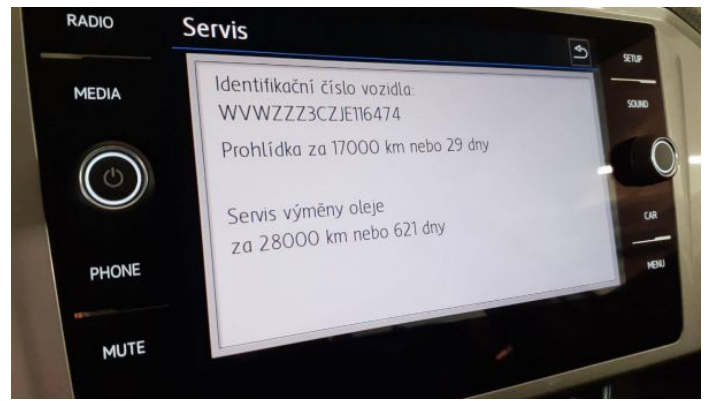 RADIO
Servis
SETUP
MEDIA
Identifikační číslo vozidla:
SOUND
WVWZZZ3CZJE116474
Prohlídka za 17000 km nebo 29 dny
Servis výměny oleje
CAR
za 28000 km nebo 621 dny
PHONE
MENU
MUTE